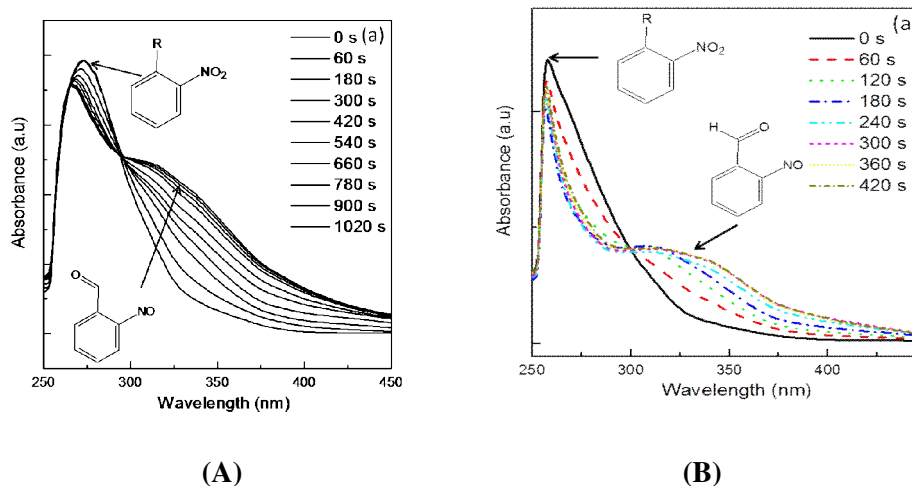 (a)
0 s
60 s
180 s
300 s
420 s
540 s
660 s
780 s
900 s
1020 s
R
NO2
O
NO
Absorbance (a.u)
250 300 350 400 450
Wavelength (nm)
(A)
(a
0 s
60 s
120 s
180 s
240 s
300 s
360 s
420 s
R
NO2
H O
NO
Absorbance (a.u)
250 300 350 400
Wavelength (nm)
(B)